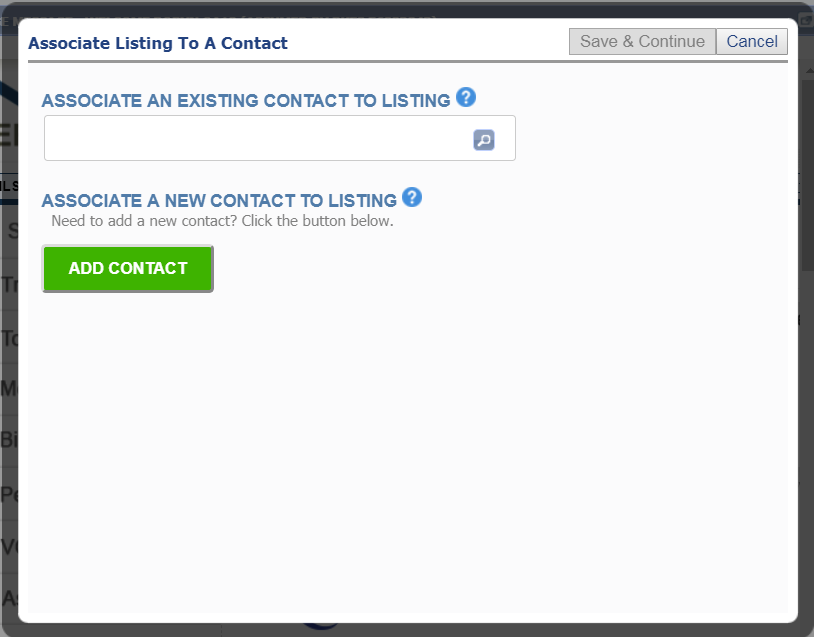 Associate Listing To A Contact
Save & Continue
Cancel
ASSOCIATE AN EXISTING CONTACT TO LISTING ?
ASSOCIATE A NEW CONTACT TO LISTING ?
Need to add a new contact? Click the button below.
ADD CONTACT